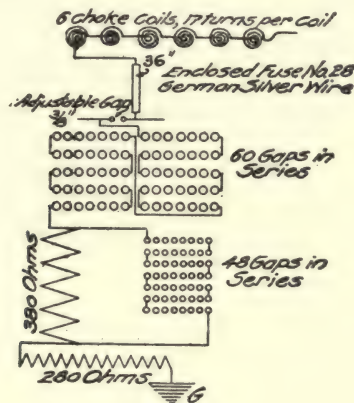 6 choke coils, 17 turns per coil
36"
Enclosed Fuse No. 28
German Silver Wire
Adjustable Gap
60 Gaps in
Series
380 Ohms
48 Gaps in
Series
280 Ohms
G